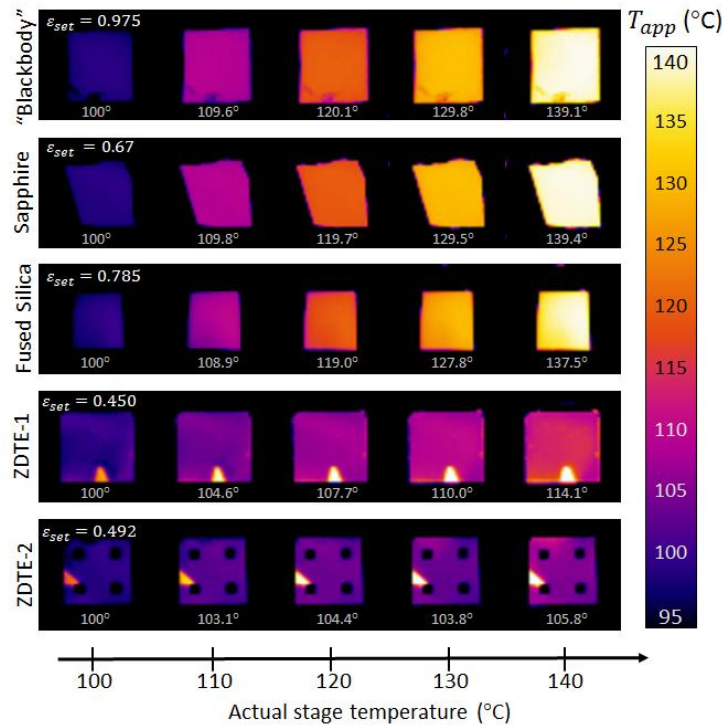 T_app (°C)
"Blackbody"
ε_set = 0.975
100° 109.6° 120.1° 129.8° 139.1°
Sapphire
ε_set = 0.67
100° 109.8° 119.7° 129.5° 139.4°
Fused Silica
ε_set = 0.785
100° 108.9° 119.0° 127.8° 137.5°
ZDTE-1
ε_set = 0.450
100° 104.6° 107.7° 110.0° 114.1°
ZDTE-2
ε_set = 0.492
100° 103.1° 104.4° 103.8° 105.8°
140
135
130
125
120
115
110
105
100
95
100 110 120 130 140
Actual stage temperature (°C)